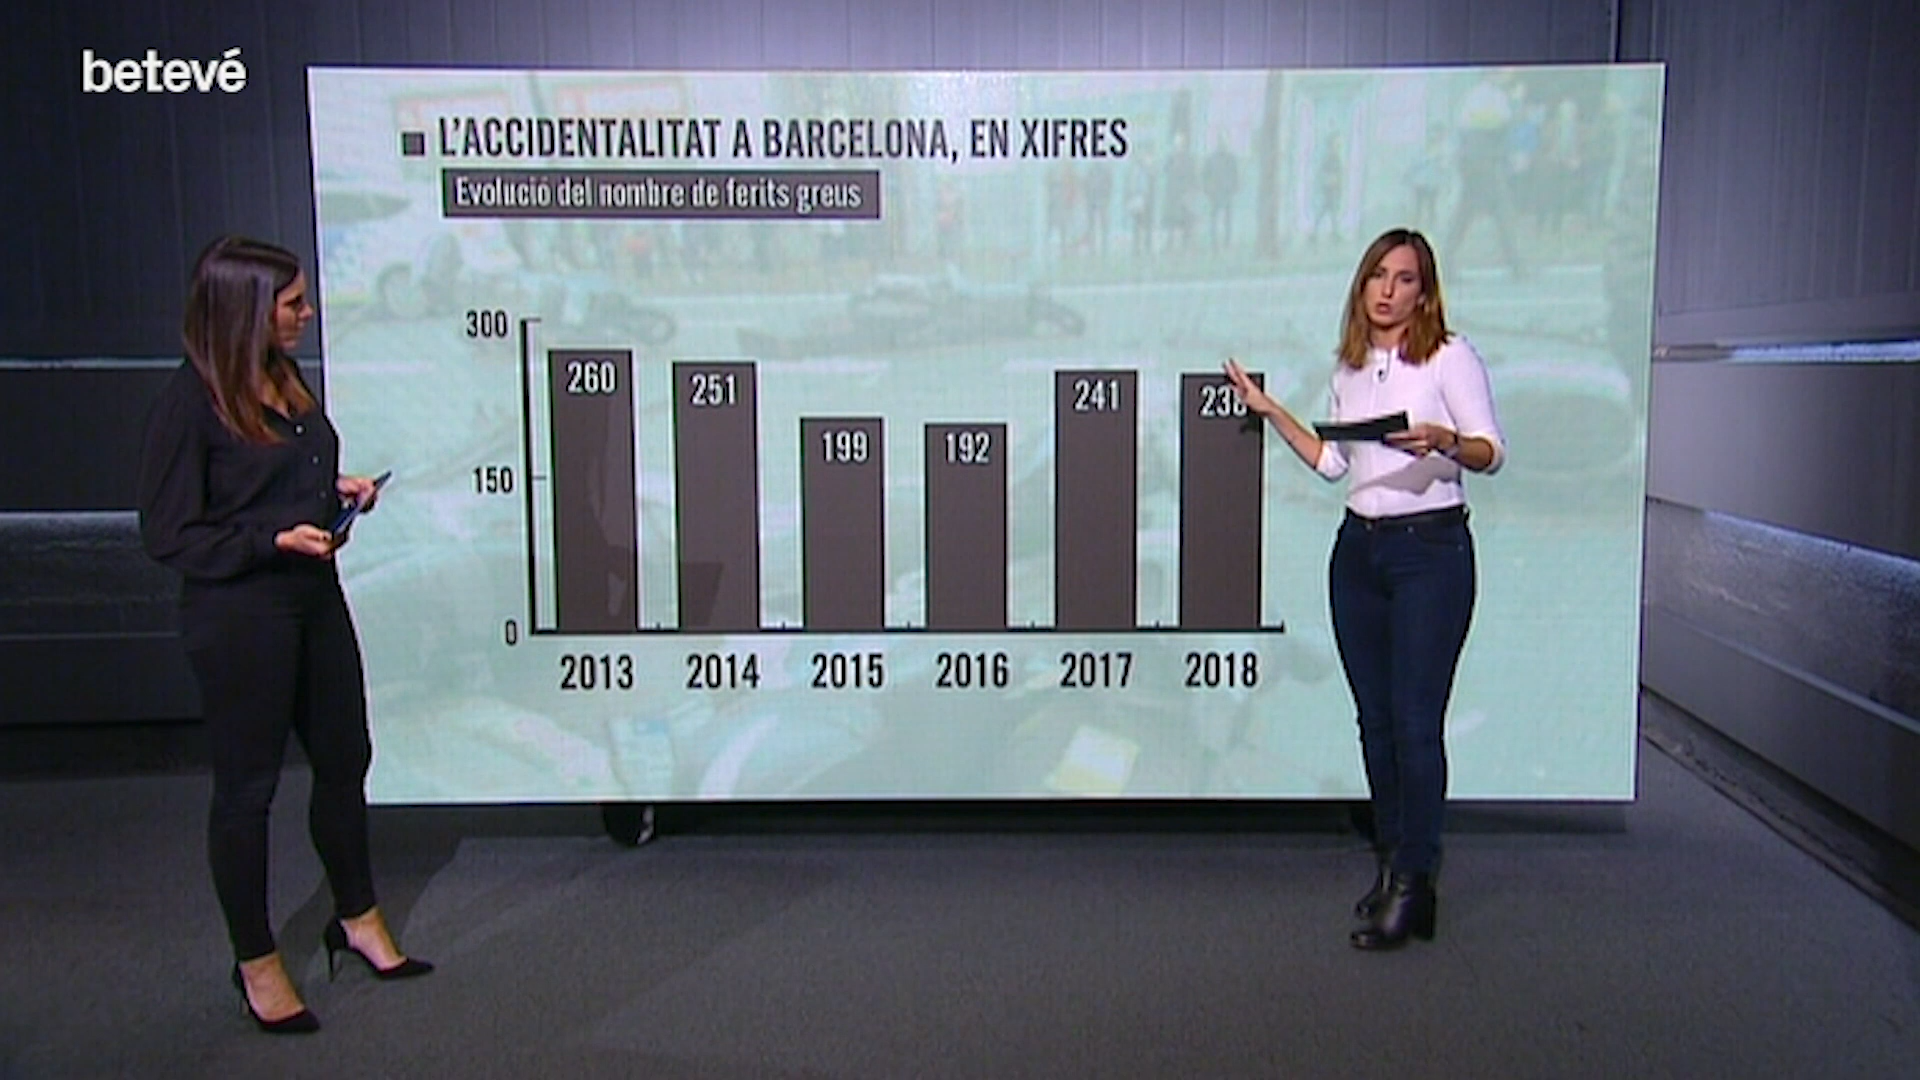 betevé
L'ACCIDENTALITAT A BARCELONA, EN XIFRES
Evolució del nombre de ferits greus
300
260
251
241
199
192
150
0
2013 2014 2015 2016 2017 2018